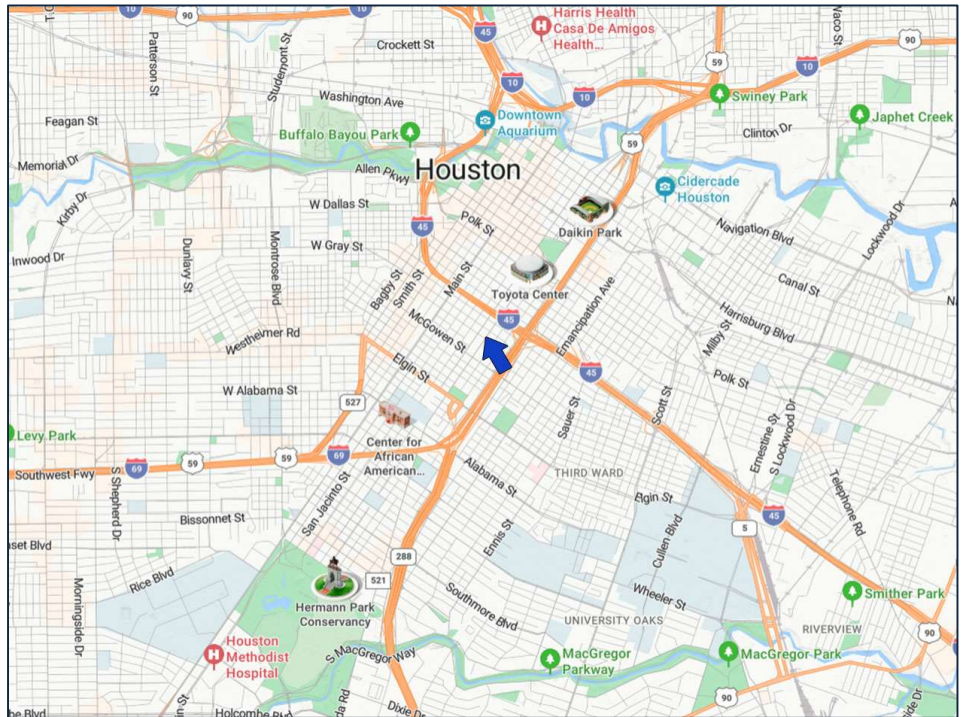 10
90
45
10
Harris Health
Casa De Amigos
Health...
Waco St
90
Patterson St
Studemont St
Crockett St
59
10
10
10
Washington Ave
Swiney Park
Feagan St
Downtown
Aquarium
Japhet Creek
Buffalo Bayou Park
Clinton Dr
59
Memorial Dr
Allen Pkwy
Houston
Cidercade
Houston
Kirby Dr
W Dallas St
Lockwood Dr
Polk St
45
Daikin Park
Navigation Blvd
W Gray St
Inwood Dr
Dunlavy St
Montrose Blvd
Bagby St
Smith St
Main St
Toyota Center
Canal St
Emancipation Ave
Harrisburg Blvd
McGowen St
45
Milby St
Westheimer Rd
Elgin St
45
Polk St
W Alabama St
527
Scott St
Sauer St
Levy Park
Center for
African
American...
Ernestine St
S Lockwood Dr
59
59
69
69
Southwest Fwy
S Shepherd Dr
San Jacinto St
Alabama St
THIRD WARD
Telephone Rd
Elgin St
Bissonnet St
Ennis St
Cullen Blvd
45
5
nset Blvd
288
Rice Blvd
521
Morningside Dr
Hermann Park
Conservancy
Southmore Blvd
Wheeler St
Smither Park
UNIVERSITY OAKS
RIVERVIEW
90
Houston
Methodist
Hospital
S MacGregor Way
MacGregor
Parkway
MacGregor Park
90
Holcombe Blvd
Dixie Dr